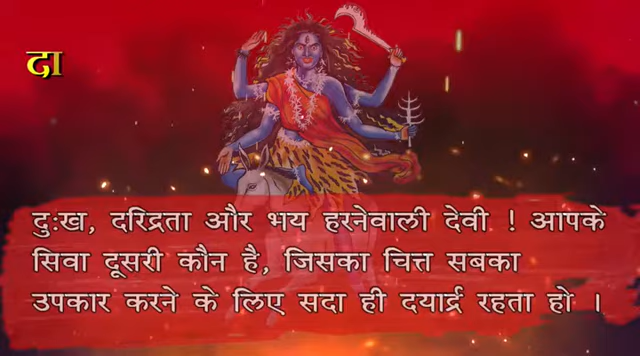 दा
दुःख, दरिद्रता और भय हरनेवाली देवी ! आपके
सिवा दूसरी कौन है, जिसका चित्त सबका
उपकार करने के लिए सदा ही दयार्द्र रहता हो ।